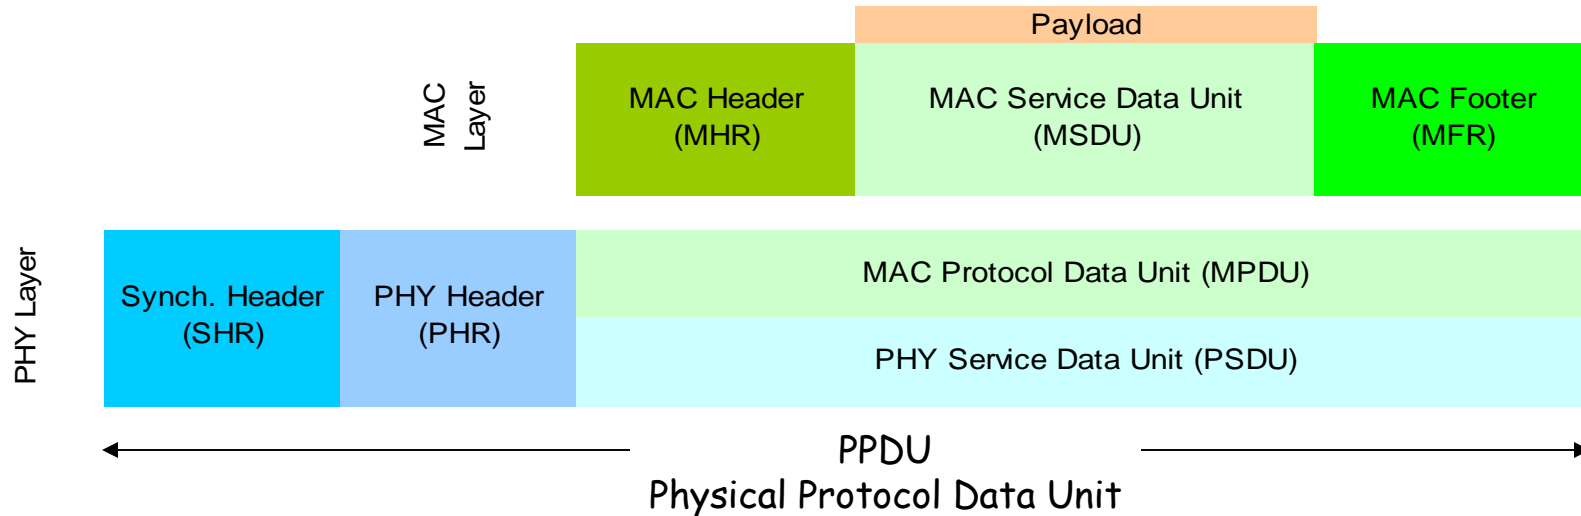 Payload
MAC
Layer
MAC Header
(MHR)
MAC Service Data Unit
(MSDU)
MAC Footer
(MFR)
PHY Layer
Synch. Header
(SHR)
PHY Header
(PHR)
MAC Protocol Data Unit (MPDU)
PHY Service Data Unit (PSDU)
PPDU
Physical Protocol Data Unit